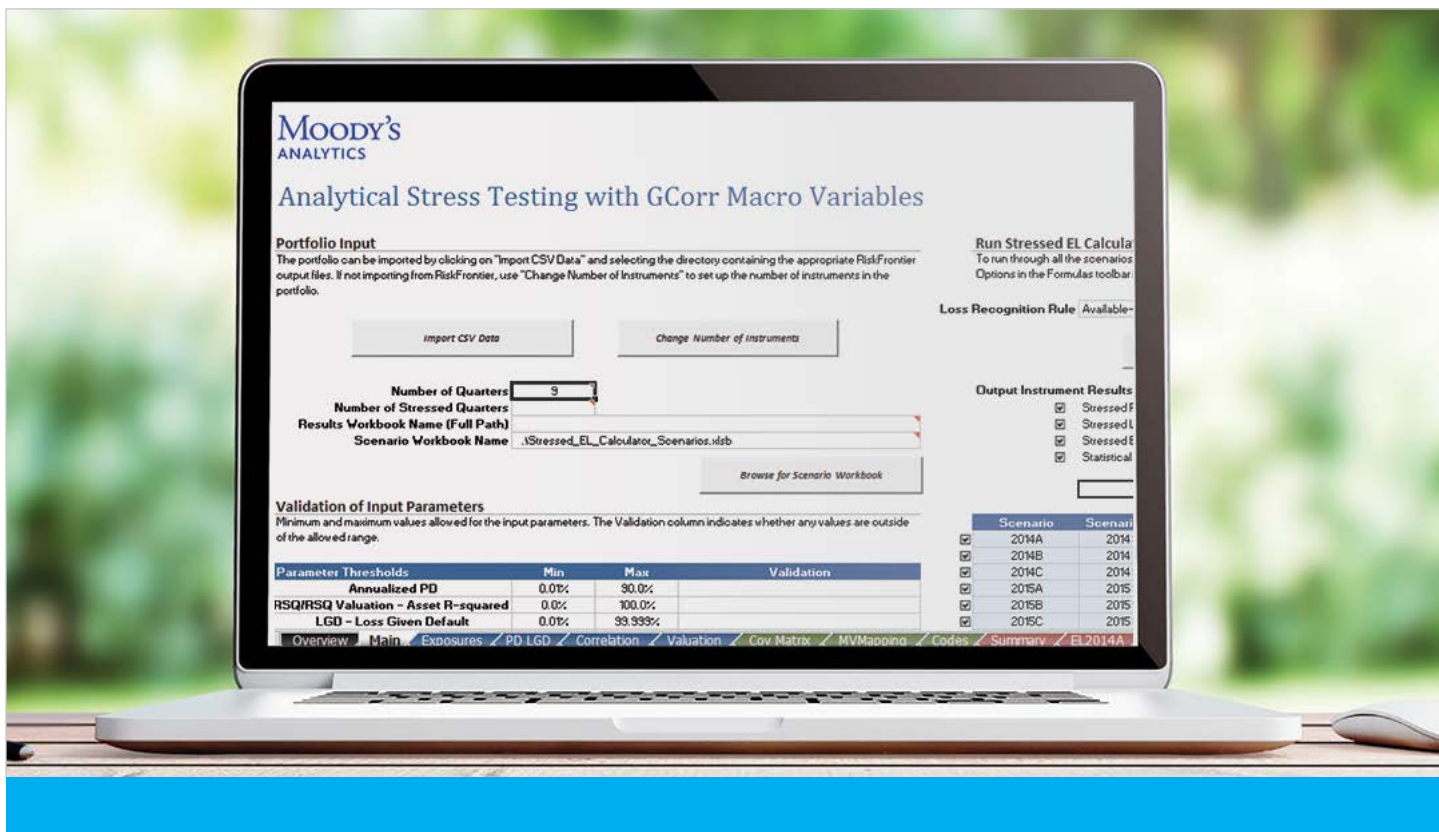 MOODY'S
ANALYTICS
Analytical Stress Testing with GCorr Macro Variables
Portfolio Input
The portfolio can be imported by clicking on "Import CSV Data" and selecting the directory containing the appropriate RiskFrontier
output files. If not importing from RiskFrontier, use "Change Number of Instruments" to set up the number of instruments in the
portfolio.
Import CSV Data
Change Number of Instruments
Number of Quarters 9
Number of Stressed Quarters
Results Workbook Name (Full Path)
Scenario Workbook Name .\Stressed_EL_Calculator_Scenarios.xlsb
Browse for Scenario Workbook
Validation of Input Parameters
Minimum and maximum values allowed for the input parameters. The Validation column indicates whether any values are outside
of the allowed range.
Parameter Thresholds Min Max Validation
Annualized PD 0.01% 90.0%
RSQ/RSQ Valuation - Asset R-squared 0.0% 100.0%
LGD - Loss Given Default 0.01% 99.999%
Run Stressed EL Calcula
To run through all the scenarios
Options in the Formulas toolbar
Loss Recognition Rule Available-
Output Instrument Results
Stressed F
Stressed L
Stressed E
Statistical
Scenario Scenari
2014A 2014
2014B 2014
2014C 2014
2015A 2015
2015B 2015
2015C 2015
Overview Main Exposures PD LGD Correlation Valuation Cov Matrix MVMapping Codes Summary EL2014A